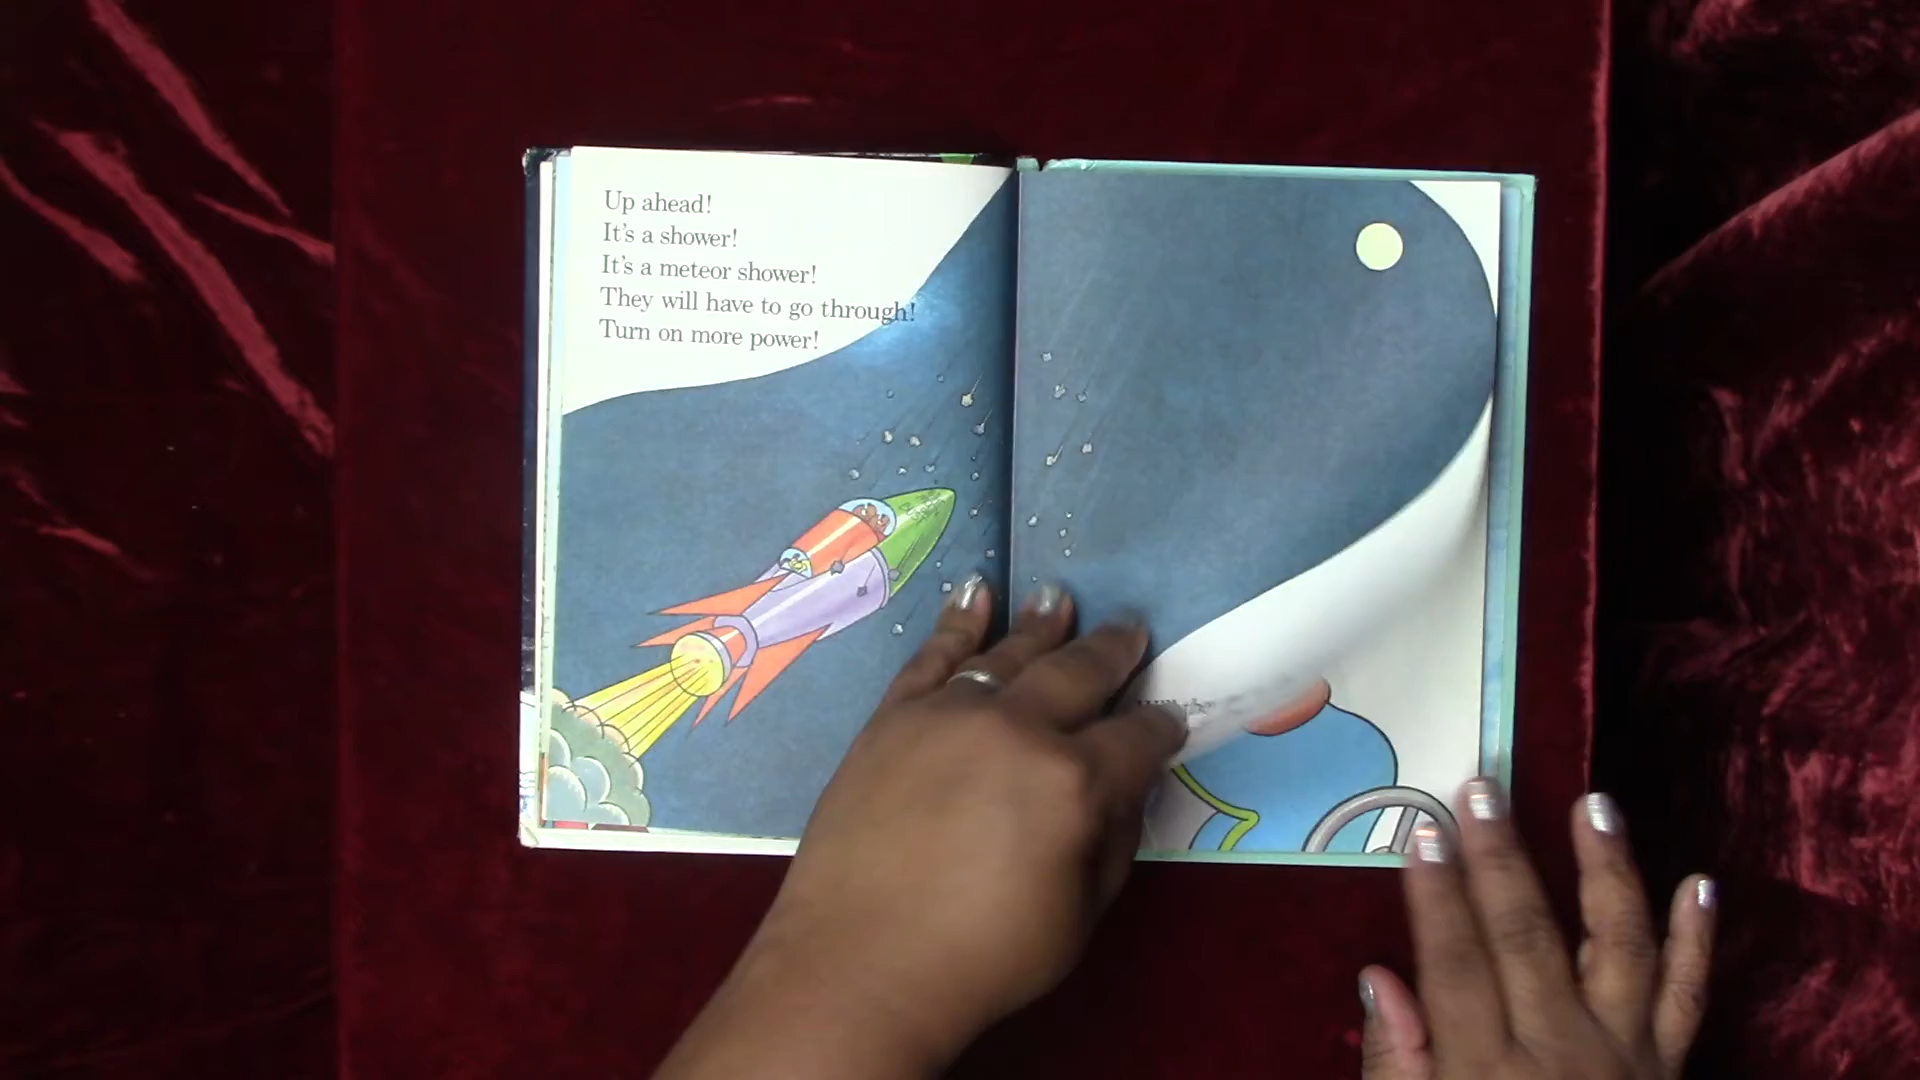 Up ahead!
It's a shower!
It's a meteor shower!
They will have to go through!
Turn on more power!